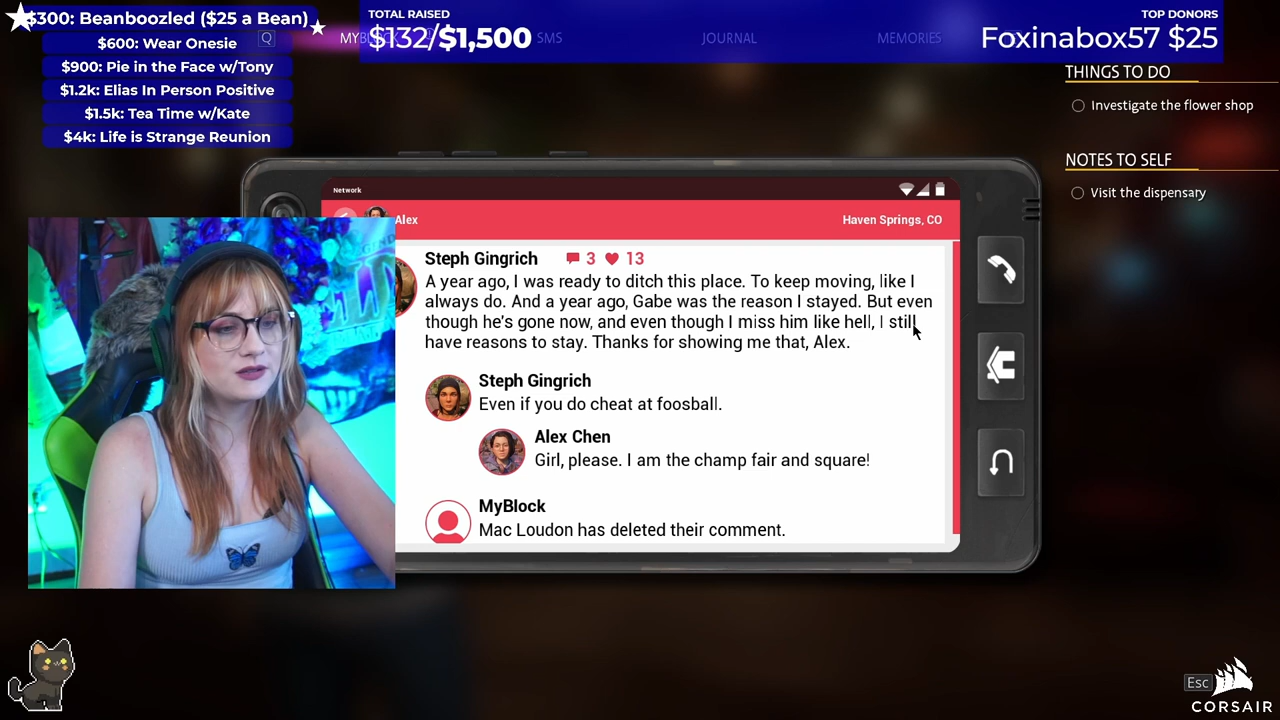 $300: Beanboozled ($25 a Bean)
$600: Wear Onesie
$900: Pie in the Face w/Tony
$1.2k: Elias In Person Positive
$1.5k: Tea Time w/Kate
$4k: Life is Strange Reunion
Q
TOTAL RAISED
$132/$1,500
SMS
JOURNAL
MEMORIES
TOP DONORS
Foxinabox57 $25
THINGS TO DO
Investigate the flower shop
NOTES TO SELF
Visit the dispensary
Network
Alex
Haven Springs, CO
Steph Gingrich 3 13
A year ago, I was ready to ditch this place. To keep moving, like I
always do. And a year ago, Gabe was the reason I stayed. But even
though he's gone now, and even though I miss him like hell, I still
have reasons to stay. Thanks for showing me that, Alex.
Steph Gingrich
Even if you do cheat at foosball.
Alex Chen
Girl, please. I am the champ fair and square!
MyBlock
Mac Loudon has deleted their comment.
Esc
CORSAIR